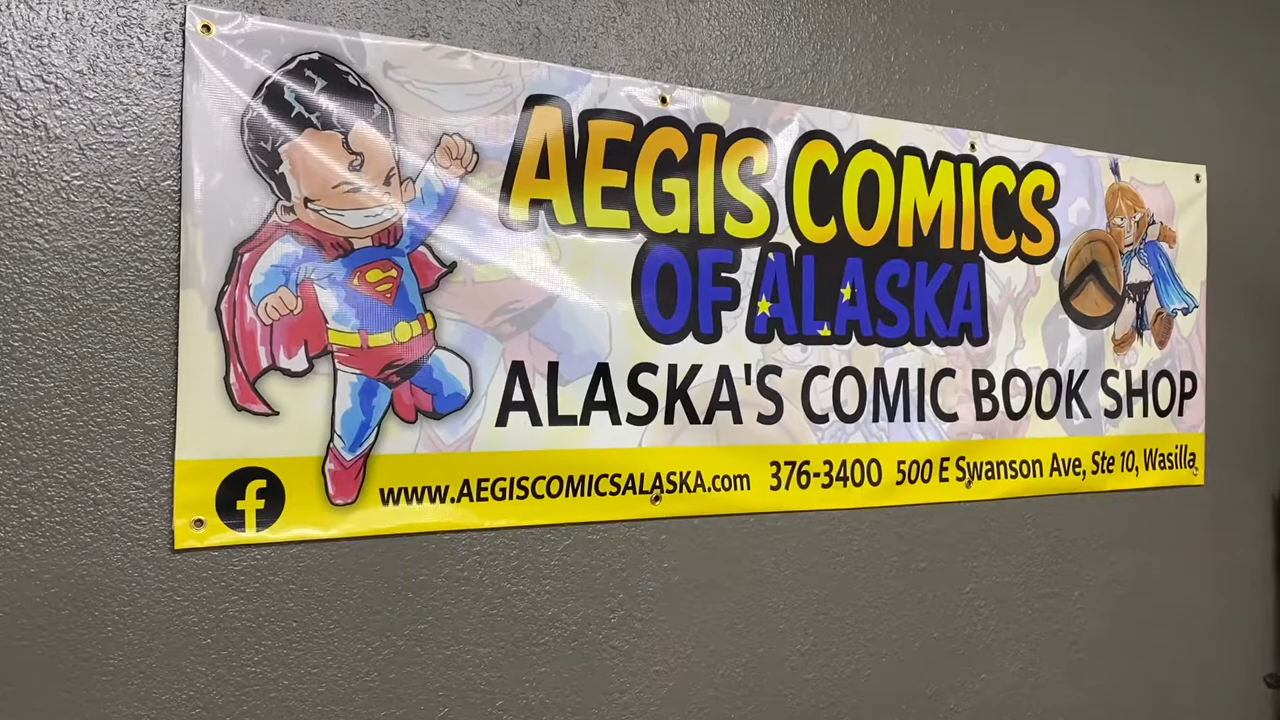 AEGIS COMICS
OF ALASKA
ALASKA'S COMIC BOOK SHOP
www.AEGISCOMICSALASKA.com 376-3400 500 E Swanson Ave, Ste 10, Wasilla